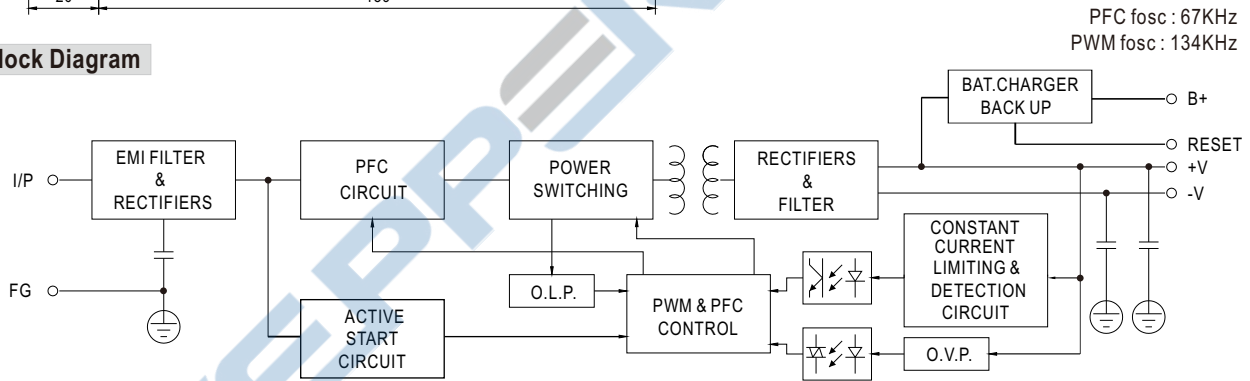 PFC fosc : 67KHz
PWM fosc : 134KHz
lock Diagram
BAT.CHARGER
BACK UP
B+
RESET
+V
-V
I/P
EMI FILTER
&
RECTIFIERS
PFC
CIRCUIT
POWER
SWITCHING
RECTIFIERS
&
FILTER
CONSTANT
CURRENT
LIMITING &
DETECTION
CIRCUIT
FG
O.L.P.
PWM & PFC
CONTROL
ACTIVE
START
CIRCUIT
O.V.P.